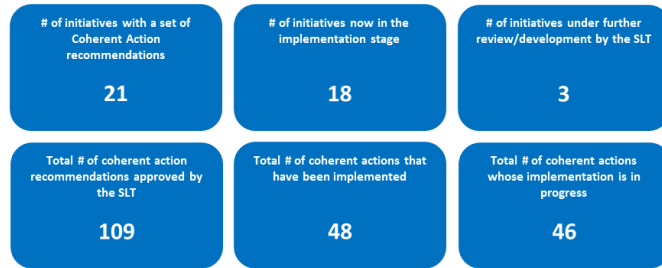 # of initiatives with a set of
Coherent Action
recommendations
21
# of initiatives now in the
implementation stage
18
# of initiatives under further
review/development by the SLT
3
Total # of coherent action
recommendations approved by
the SLT
109
Total # of coherent actions that
have been implemented
48
Total # of coherent actions
whose implementation is in
progress
46